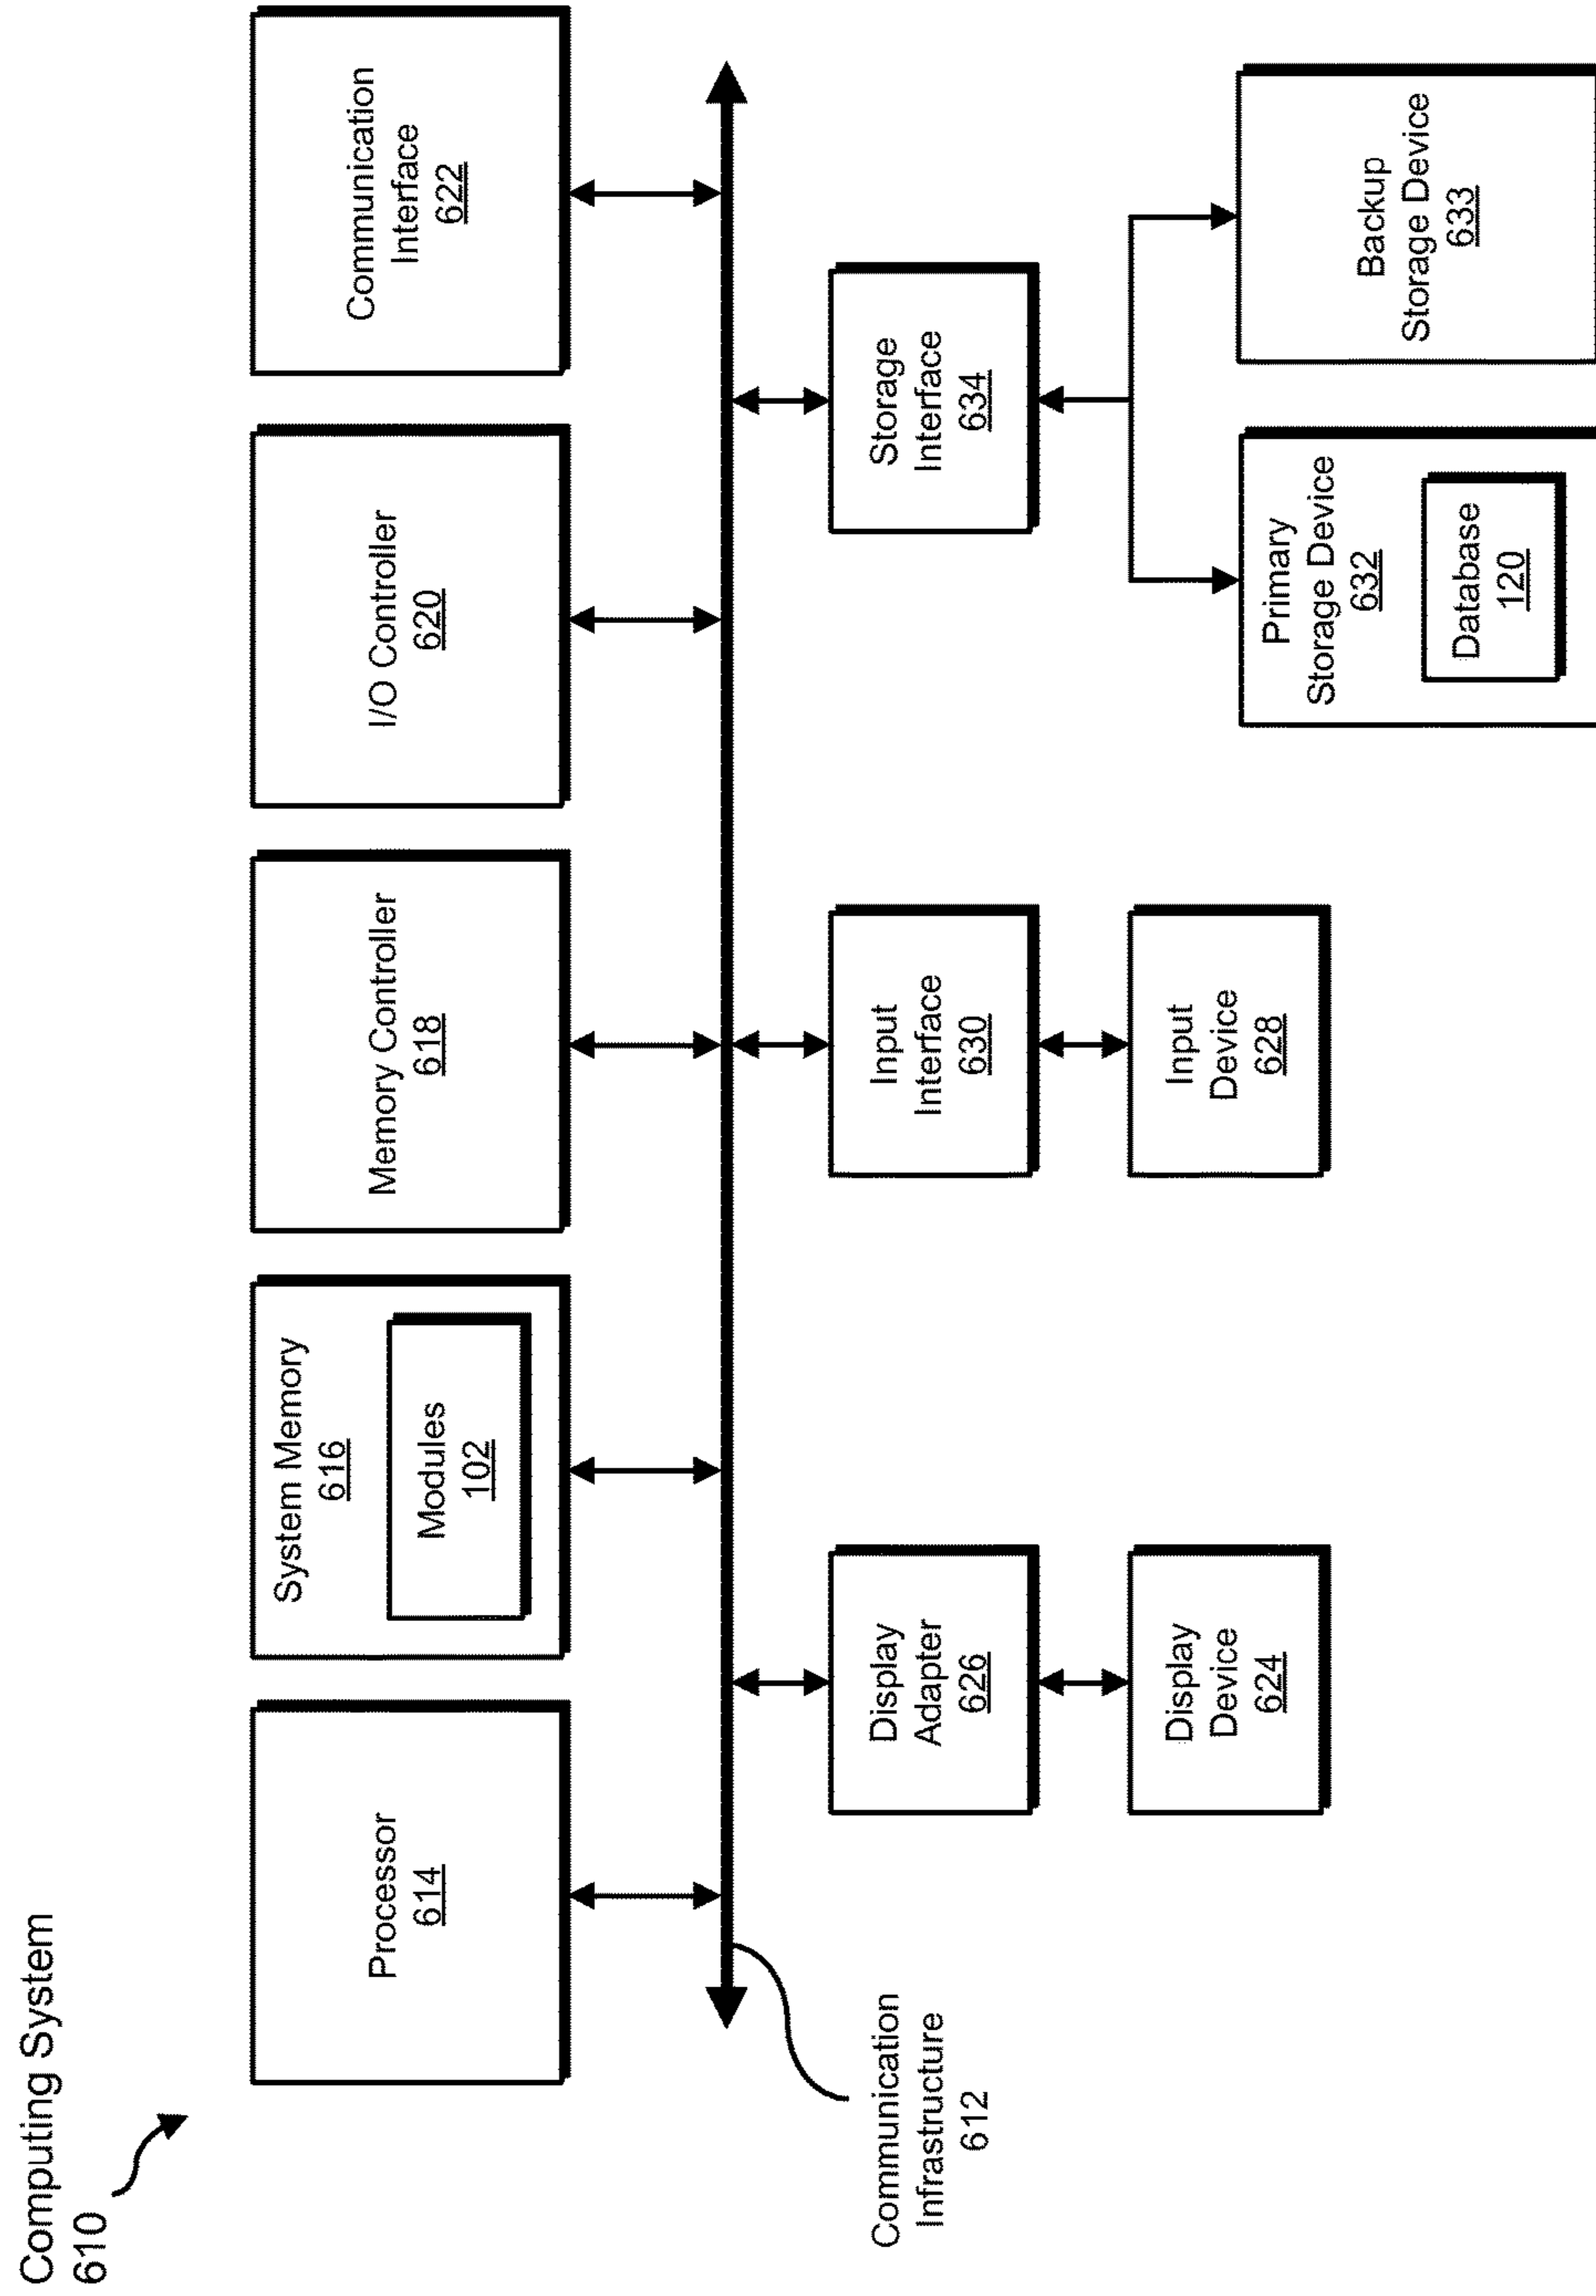 Computing System
610
Processor
614
System Memory
616
Modules
102
Memory Controller
618
I/O Controller
620
Communication
Interface
622
Communication
Infrastructure
612
Display
Adapter
626
Input
Interface
630
Storage
Interface
634
Display
Device
624
Input
Device
628
Primary
Storage Device
632
Database
120
Backup
Storage Device
633